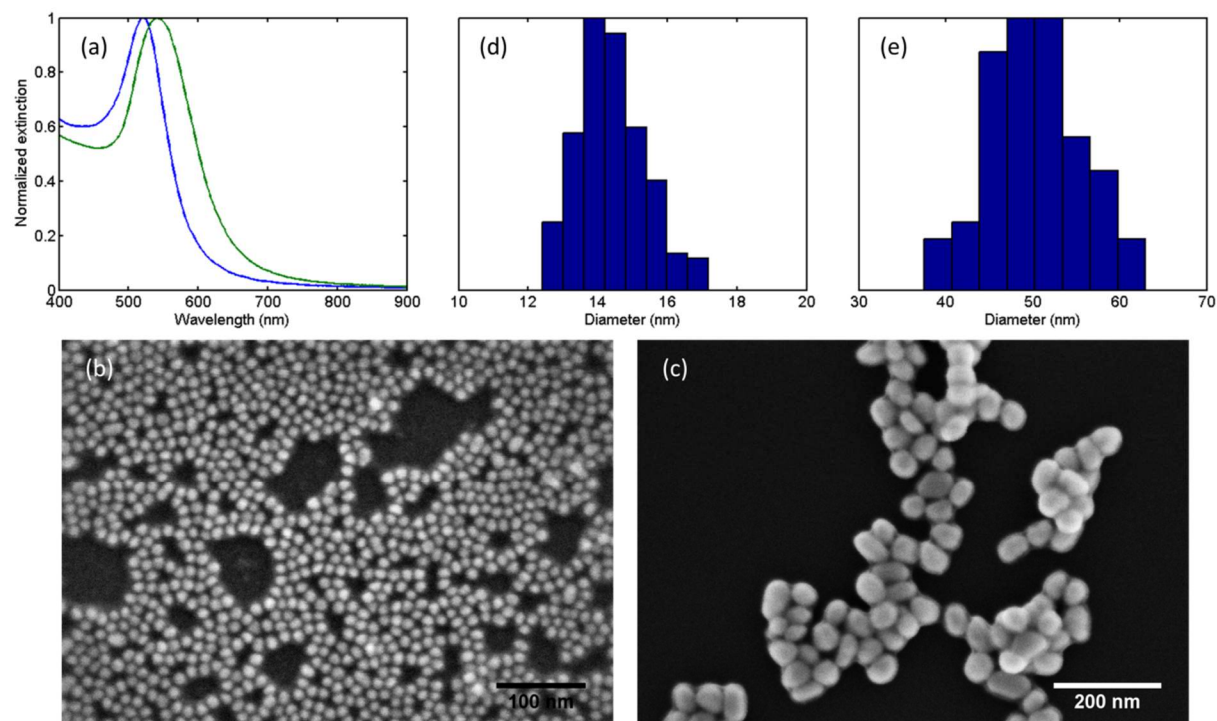 (a)
1
0.8
0.6
0.4
0.2
0
400 500 600 700 800 900
Wavelength (nm)
Normalized extinction
(d)
10 12 14 16 18 20
Diameter (nm)
(e)
30 40 50 60 70
Diameter (nm)
(b)
100 nm
(c)
200 nm